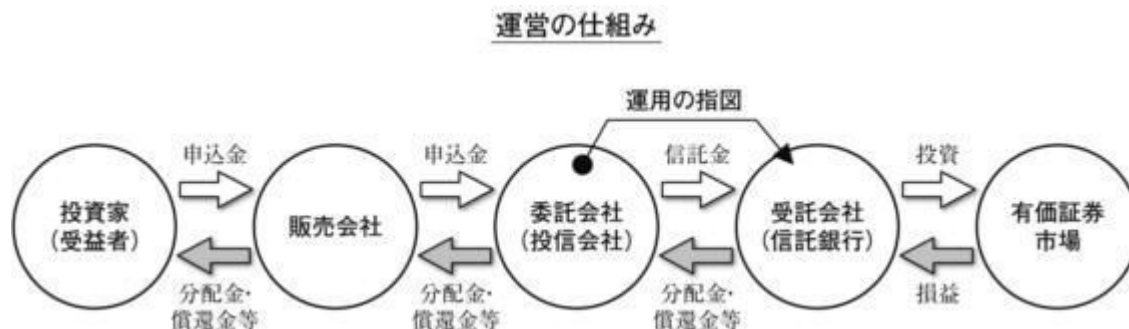 運営の仕組み
運用の指図
申込金
申込金
信託金
投資
投資家
(受益者)
販売会社
委託会社
(投信会社)
受託会社
(信託銀行)
有価証券
市場
分配金・
償還金等
分配金・
償還金等
分配金・
償還金等
損益